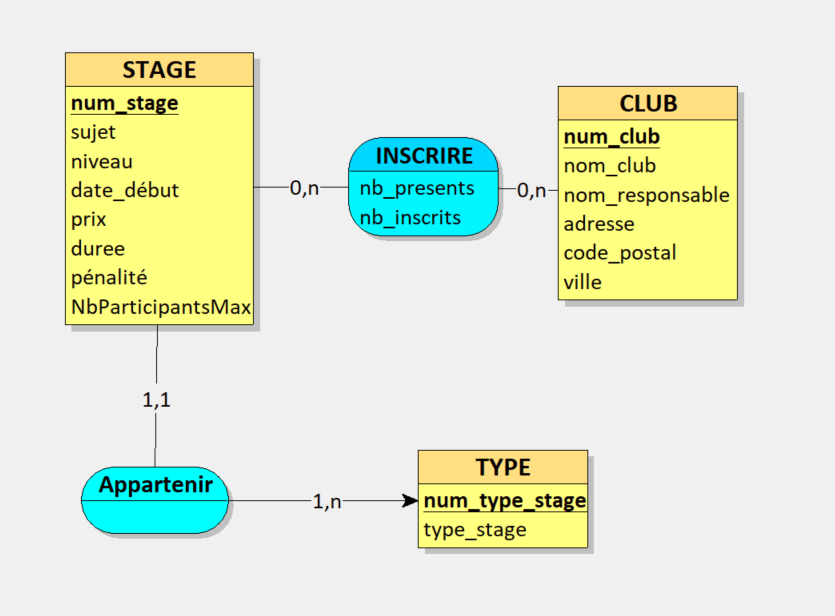 STAGE
num_stage
sujet
niveau
date_début
prix
duree
pénalité
NbParticipantsMax
0,n
INSCRIRE
nb_presents
nb_inscrits
0,n
CLUB
num_club
nom_club
nom_responsable
adresse
code_postal
ville
1,1
Appartenir
1,n
TYPE
num_type_stage
type_stage